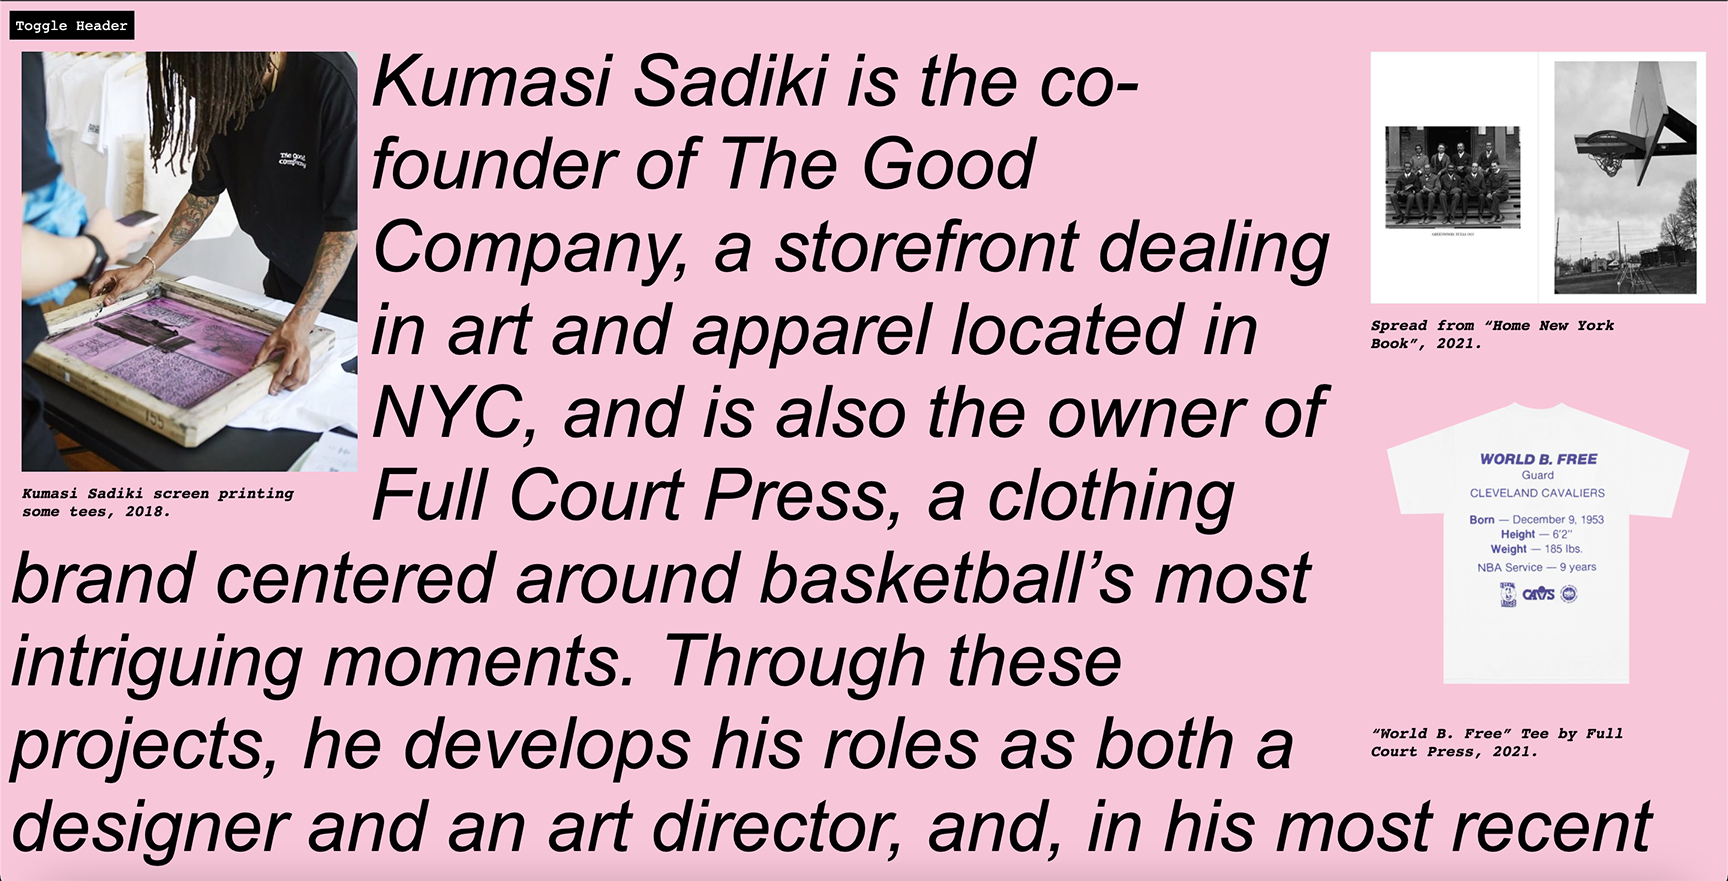 Toggle Header
The Good
Company
Kumasi Sadiki screen printing
some tees, 2018.
Kumasi Sadiki is the co-
founder of The Good
Company, a storefront dealing
in art and apparel located in
NYC, and is also the owner of
Full Court Press, a clothing
brand centered around basketball’s most
intriguing moments. Through these
projects, he develops his roles as both a
designer and an art director, and, in his most recent
Spread from “Home New York
Book”, 2021.
WORLD B. FREE
Guard
CLEVELAND CAVALIERS
Born — December 9, 1953
Height — 6'2"
Weight — 185 lbs.
NBA Service — 9 years
CAVS
“World B. Free” Tee by Full
Court Press, 2021.